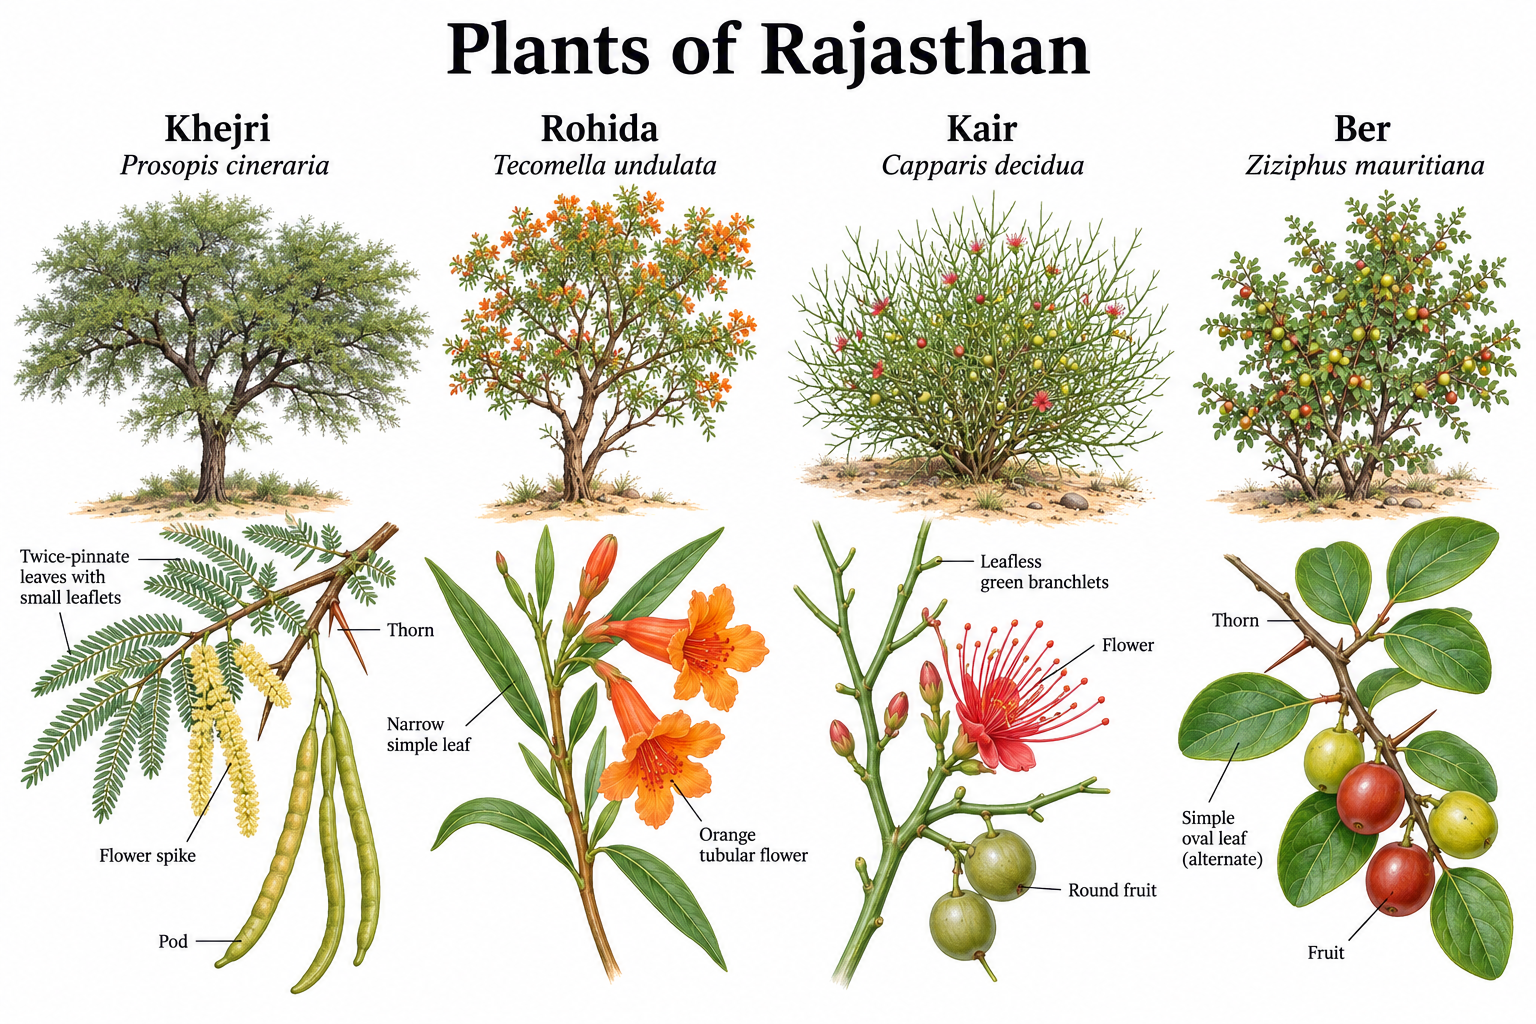 Plants of Rajasthan
Khejri
Prosopis cineraria
Rohida
Tecomella undulata
Kair
Capparis decidua
Ber
Ziziphus mauritiana
Twice-pinnate
leaves with
small leaflets
Thorn
Flower spike
Pod
Narrow
simple leaf
Orange
tubular flower
Leafless
green branchlets
Flower
Round fruit
Thorn
Simple
oval leaf
(alternate)
Fruit